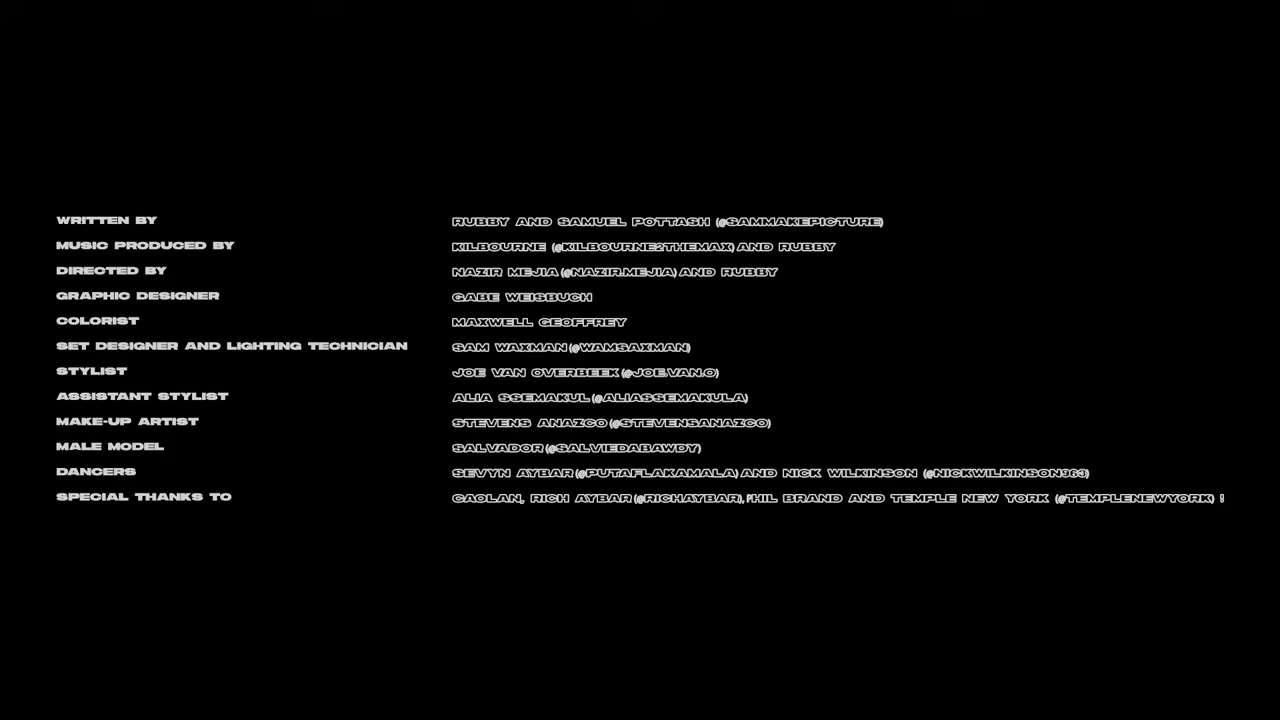 WRITTEN BY RUBBY AND SAMUEL POTTASH (@SAMMAKEPICTURE)
MUSIC PRODUCED BY KILBOURNE (@KILBOURNE2THEMAX) AND RUBBY
DIRECTED BY NAZIR MEJIA (@NAZIR.MEJIA) AND RUBBY
GRAPHIC DESIGNER GABE WEISBUCH
COLORIST MAXWELL GEOFFREY
SET DESIGNER AND LIGHTING TECHNICIAN SAM WAXMAN (@WAMSAXMAN)
STYLIST JOE VAN OVERBEEK (@JOE.VAN.O)
ASSISTANT STYLIST ALIA SSEMAKUL (@ALIASSEMAKULA)
MAKE-UP ARTIST STEVENS ANAZCO (@STEVENSANAZCO)
MALE MODEL SALVADOR (@SALVIEDABAWDY)
DANCERS SEVYN AYBAR (@PUTAFLAKAMALA) AND NICK WILKINSON (@NICKWILKINSON963)
SPECIAL THANKS TO CAOLAN, RICH AYBAR (@RICHAYBAR), PHIL BRAND AND TEMPLE NEW YORK (@TEMPLENEWYORK) !